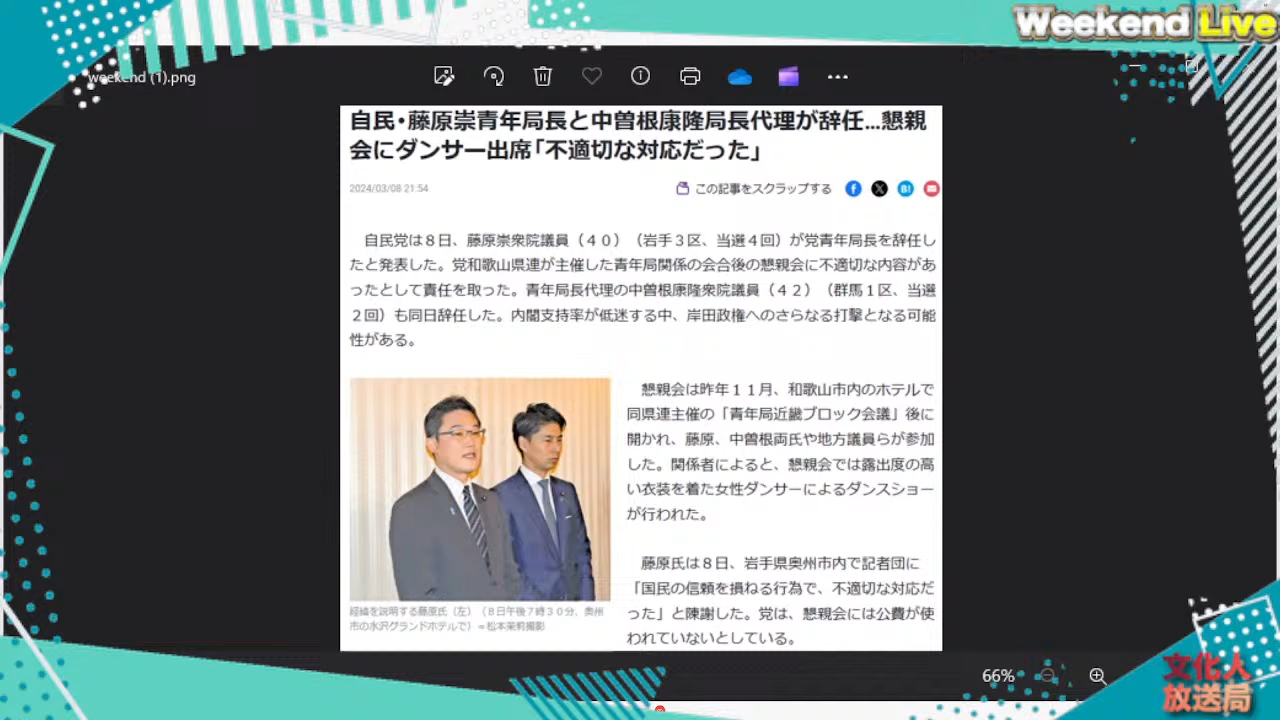 Weekend Live
weekend (1).png
自民・藤原崇青年局長と中曽根康隆局長代理が辞任…懇親
会にダンサー出席「不適切な対応だった」
2024/03/08 21:54
この記事をスクラップする
B!
自民党は８日、藤原崇衆院議員（４０）（岩手３区、当選４回）が党青年局長を辞任し
たと発表した。党和歌山県連が主催した青年局関係の会合後の懇親会に不適切な内容があ
ったとして責任を取った。青年局長代理の中曽根康隆衆院議員（４２）（群馬１区、当選
２回）も同日辞任した。内閣支持率が低迷する中、岸田政権へのさらなる打撃となる可能
性がある。
懇親会は昨年１１月、和歌山市内のホテルで
同県連主催の「青年局近畿ブロック会議」後に
開かれ、藤原、中曽根両氏や地方議員らが参加
した。関係者によると、懇親会では露出度の高
い衣装を着た女性ダンサーによるダンスショー
が行われた。
藤原氏は８日、岩手県奥州市内で記者団に
「国民の信頼を損ねる行為で、不適切な対応だ
った」と陳謝した。党は、懇親会には公費が使
われていないとしている。
経緯を説明する藤原氏（左）（８日午後７時３０分、奥州
市の水沢グランドホテルで）＝松本茉莉撮影
66%
文化人
放送局